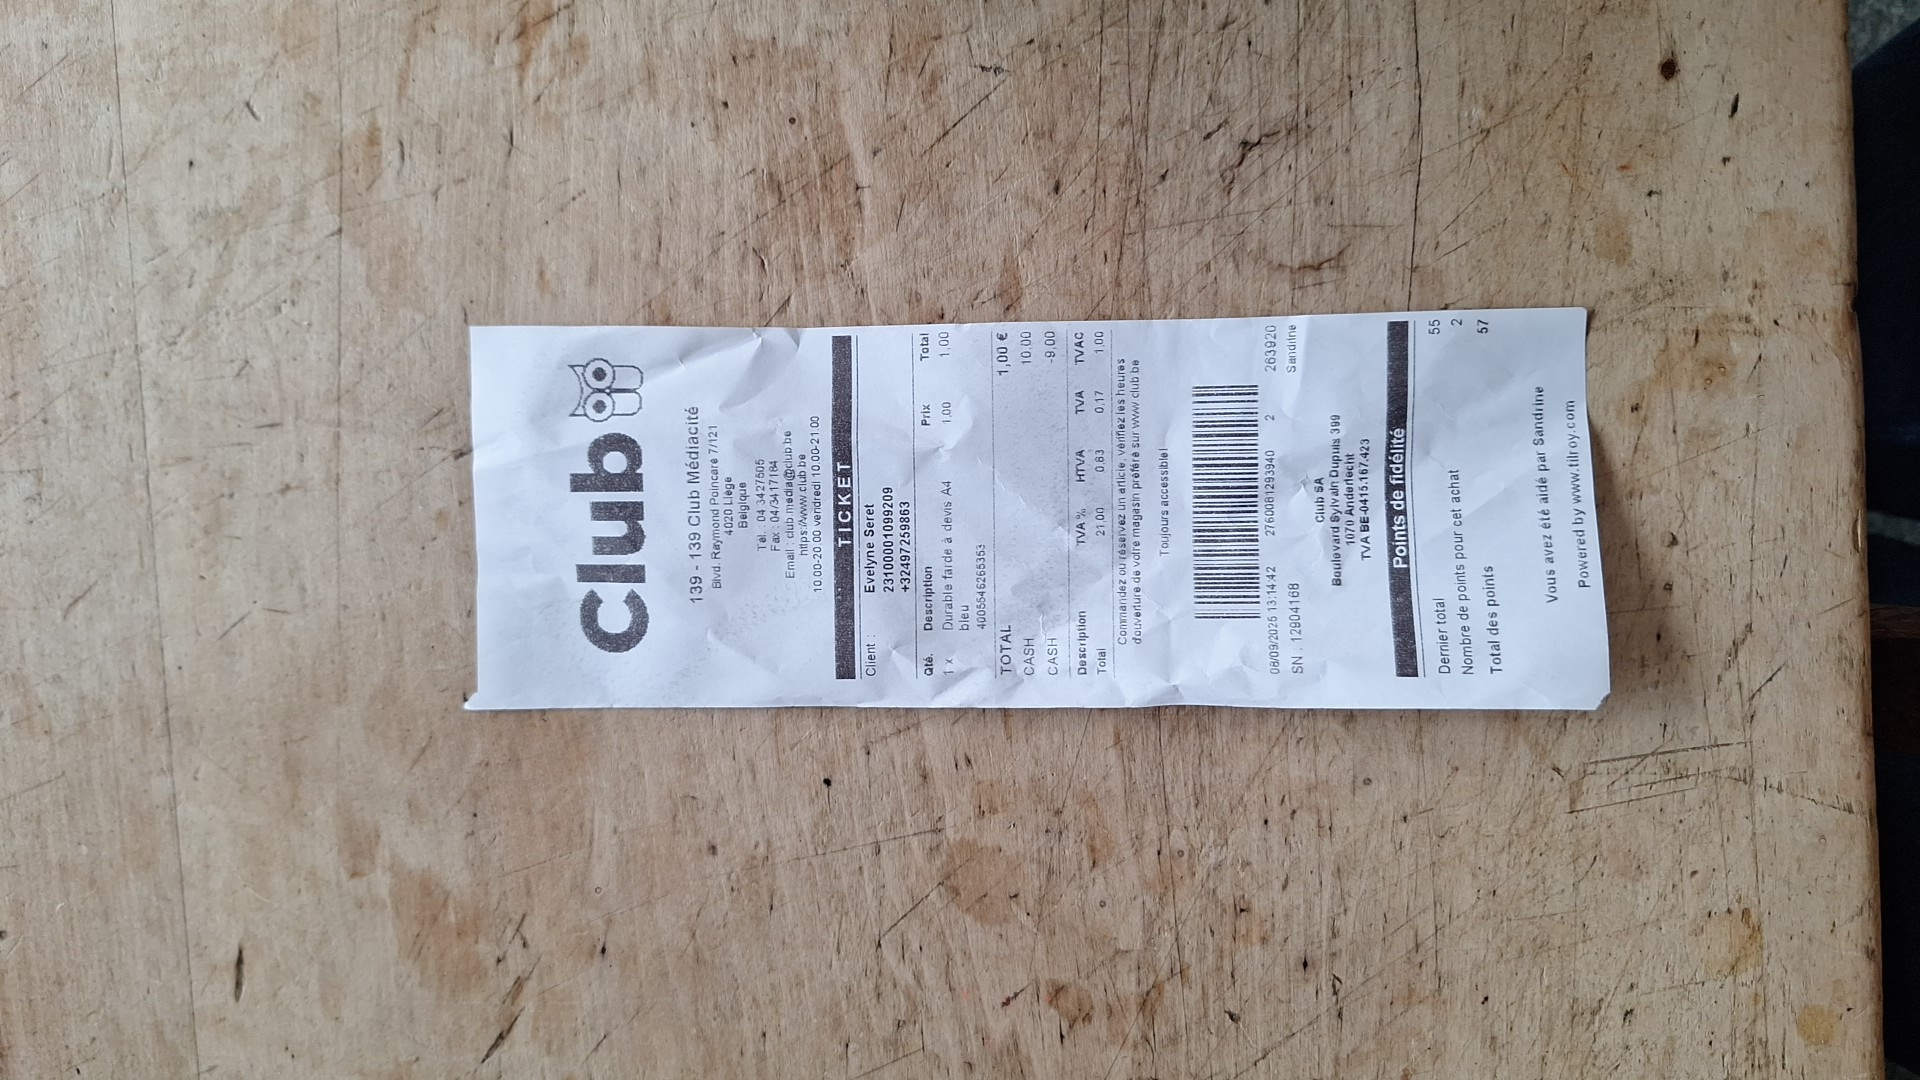 Club
139 - 139 Club Médiacité
Blvd. Raymond Poincaré 7/121
4020 Liège
Belgique
Tél. : 04 3427505
Fax : 04/3417184
Email : club.media@club.be
https://www.club.be
10.00-20.00 vendredi 10.00-21.00
TICKET
Client : Evelyne Seret
2310001099209
+32497259863
Qté. Description Prix Total
1 x Durable farde à devis A4 1,00 1,00
bleu
4005546265353
TOTAL 1,00 €
CASH 10,00
CASH -9,00
Description TVA % HTVA TVA TVAC
Total 21,00 0,83 0,17 1,00
Commandez ou réservez un article, vérifiez les heures
d'ouverture de votre magasin préféré sur www.club.be
Toujours accessible!
08/09/2025 13:14:42 2760081293940 2 263920
SN : 12904168 Sandrine
Club SA
Boulevard Sylvain Dupuis 399
1070 Anderlecht
TVA BE-0415.167.423
Points de fidélité
Dernier total 55
Nombre de points pour cet achat 2
Total des points 57
Vous avez été aidé par Sandrine
Powered by www.tilroy.com